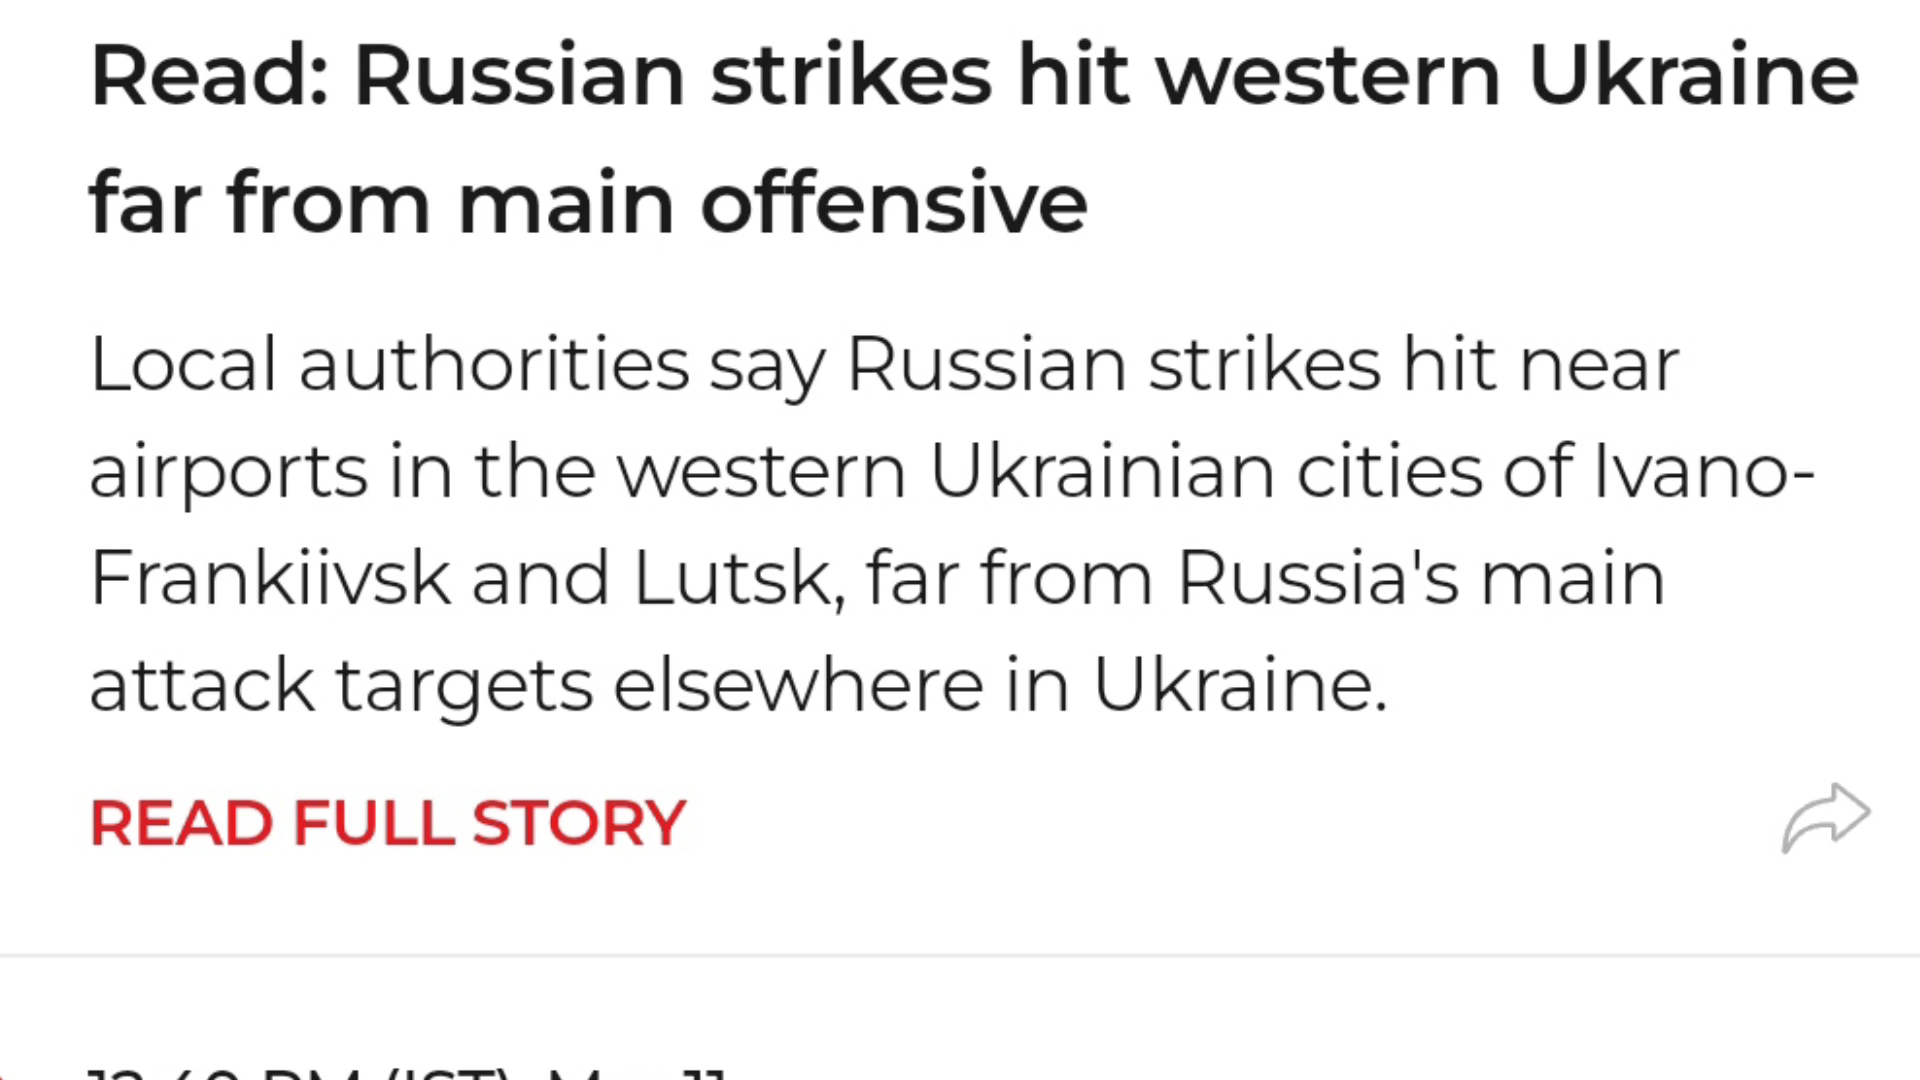 Read: Russian strikes hit western Ukraine
far from main offensive
Local authorities say Russian strikes hit near
airports in the western Ukrainian cities of Ivano-
Frankiivsk and Lutsk, far from Russia's main
attack targets elsewhere in Ukraine.
READ FULL STORY
PM (IST)